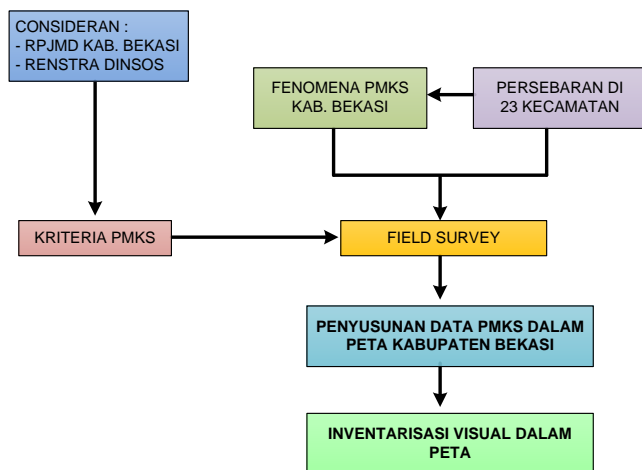 CONSIDERAN :
- RPJMD KAB. BEKASI
- RENSTRA DINSOS
FENOMENA PMKS
KAB. BEKASI
PERSEBARAN DI
23 KECAMATAN
KRITERIA PMKS
FIELD SURVEY
PENYUSUNAN DATA PMKS DALAM
PETA KABUPATEN BEKASI
INVENTARISASI VISUAL DALAM
PETA